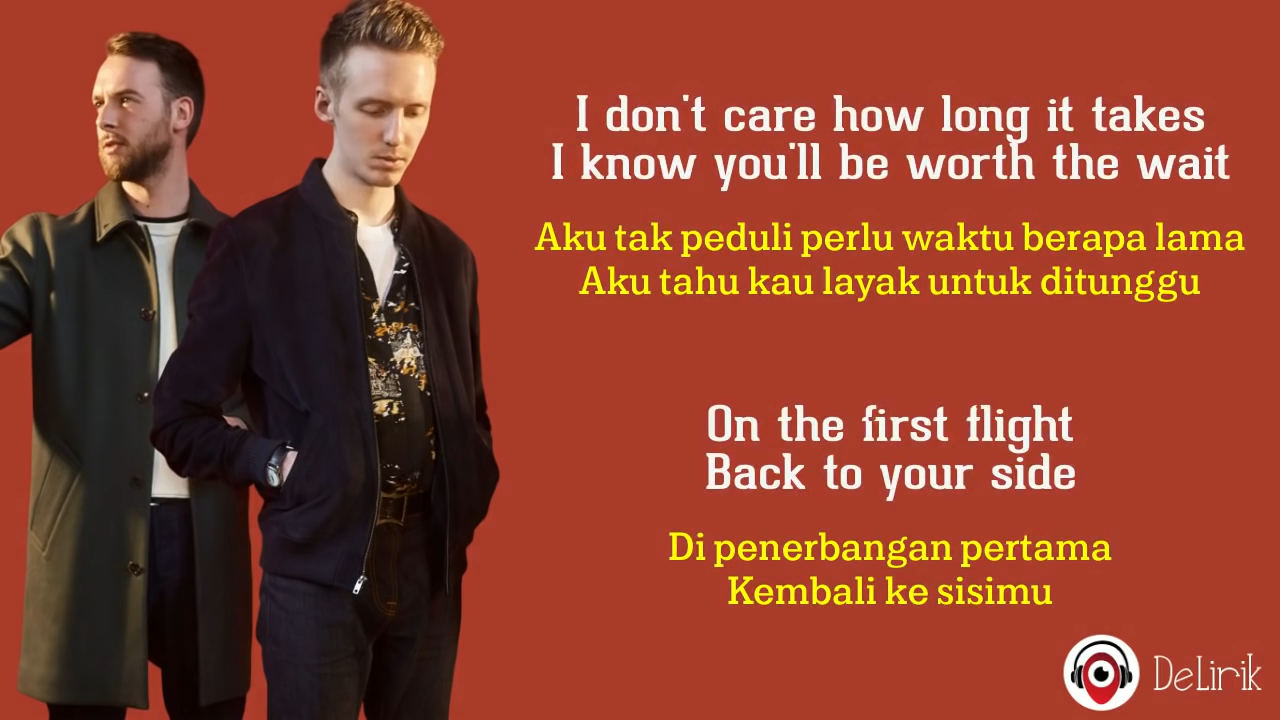 I don't care how long it takes
I know you'll be worth the wait
Aku tak peduli perlu waktu berapa lama
Aku tahu kau layak untuk ditunggu
On the first flight
Back to your side
Di penerbangan pertama
Kembali ke sisimu
DeLirik